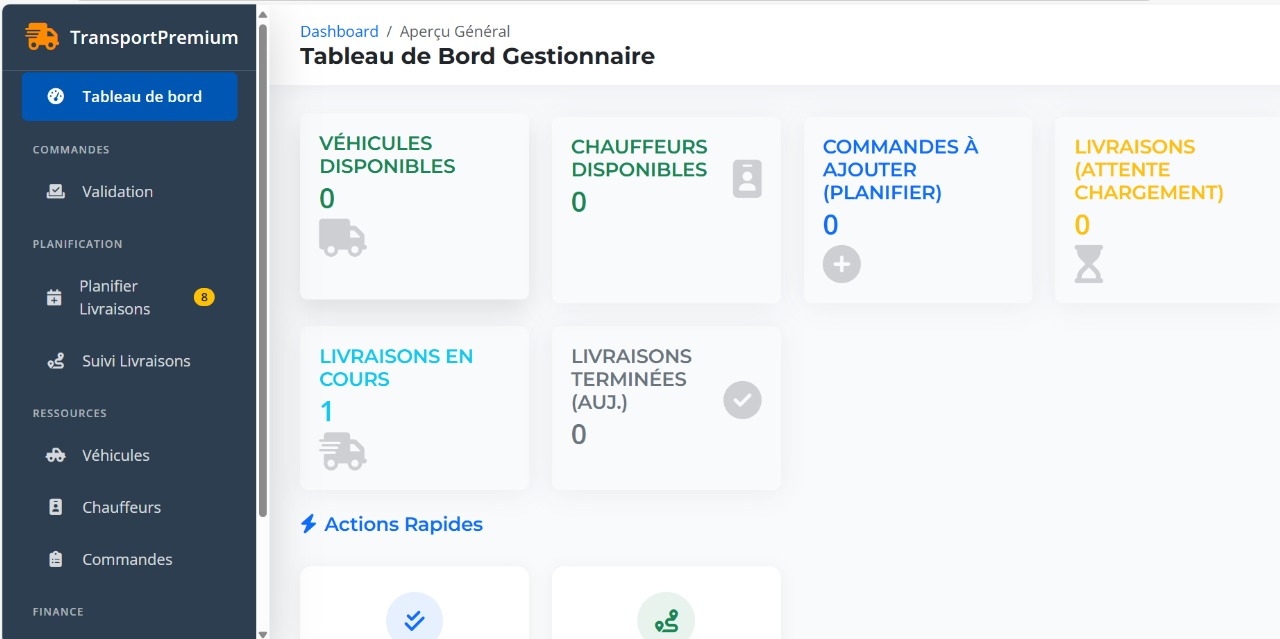 TransportPremium
Tableau de bord
COMMANDES
Validation
PLANIFICATION
Planifier
Livraisons
8
Suivi Livraisons
RESSOURCES
Véhicules
Chauffeurs
Commandes
FINANCE
Dashboard / Aperçu Général
Tableau de Bord Gestionnaire
VÉHICULES
DISPONIBLES
0
CHAUFFEURS
DISPONIBLES
0
COMMANDES À
AJOUTER
(PLANIFIER)
0
LIVRAISONS
(ATTENTE
CHARGEMENT)
0
LIVRAISONS EN
COURS
1
LIVRAISONS
TERMINÉES
(AUJ.)
0
Actions Rapides